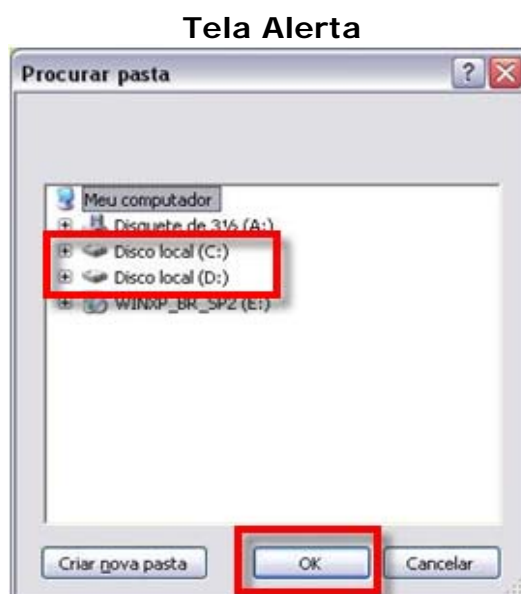 Tela Alerta
Procurar pasta
Meu computador
Disquete de 3½ (A:)
Disco local (C:)
Disco local (D:)
WINXP_BR_SP2 (E:)
Criar nova pasta OK Cancelar